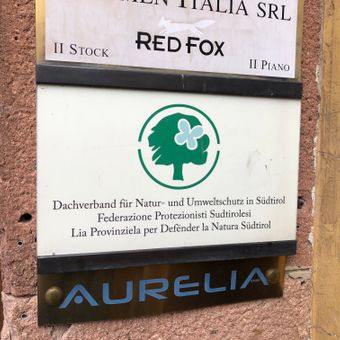 ITALIA SRL
RED FOX
II STOCK
II PIANO
Dachverband für Natur- und Umweltschutz in Südtirol
Federazione Protezionisti Sudtirolesi
Lia Provinziela per Defënder la Natura Südtirol
AURELIA